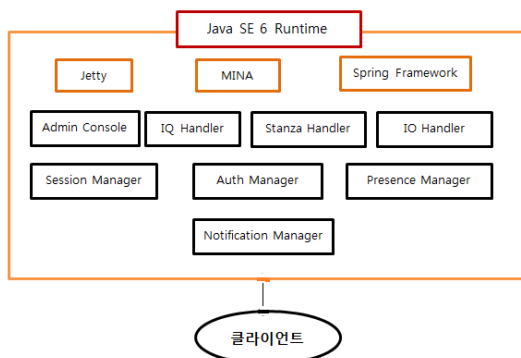 Java SE 6 Runtime
Jetty
MINA
Spring Framework
Admin Console
IQ Handler
Stanza Handler
IO Handler
Session Manager
Auth Manager
Presence Manager
Notification Manager
클라이언트